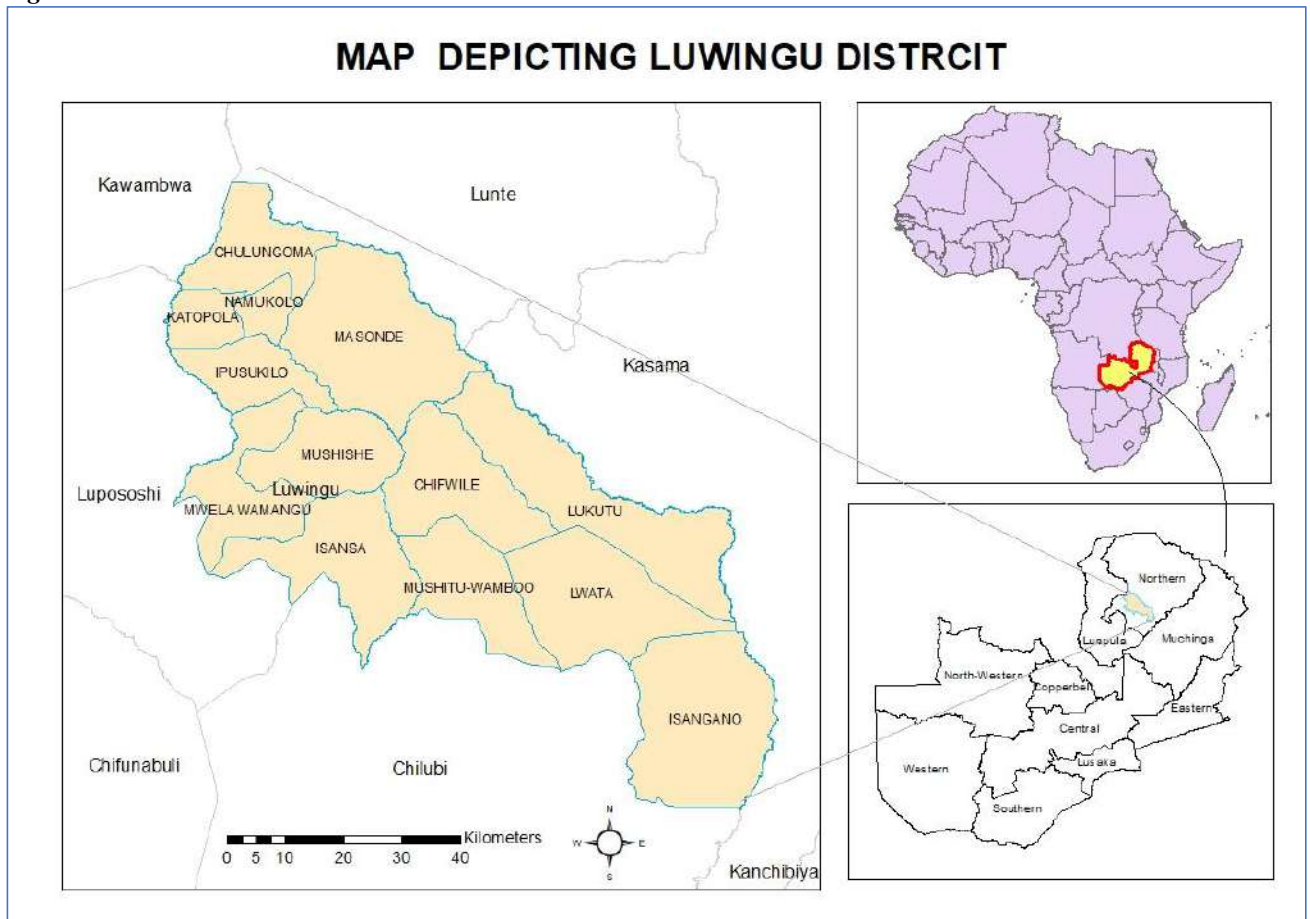 MAP DEPICTING LUWINGU DISTRCIT
Kawambwa
Lunte
CHULUNGOMA
NAMUKOLO
KATOPOLA
MASONDE
IPUSUKILO
Kasama
MUSHISHE
CHIFWILE
Lupososhi
Luwingu
MWELA WAMANGU
LUKUTU
ISANSA
MUSHITU-WAMBOO
LWATA
ISANGANO
Chifunabuli
Chilubi
Kanchibiya
Kilometers
0 5 10 20 30 40
N
W E
S
Northern
Luapula
Muchinga
North-Western
Copperbelt
Eastern
Central
Lusaka
Western
Southern